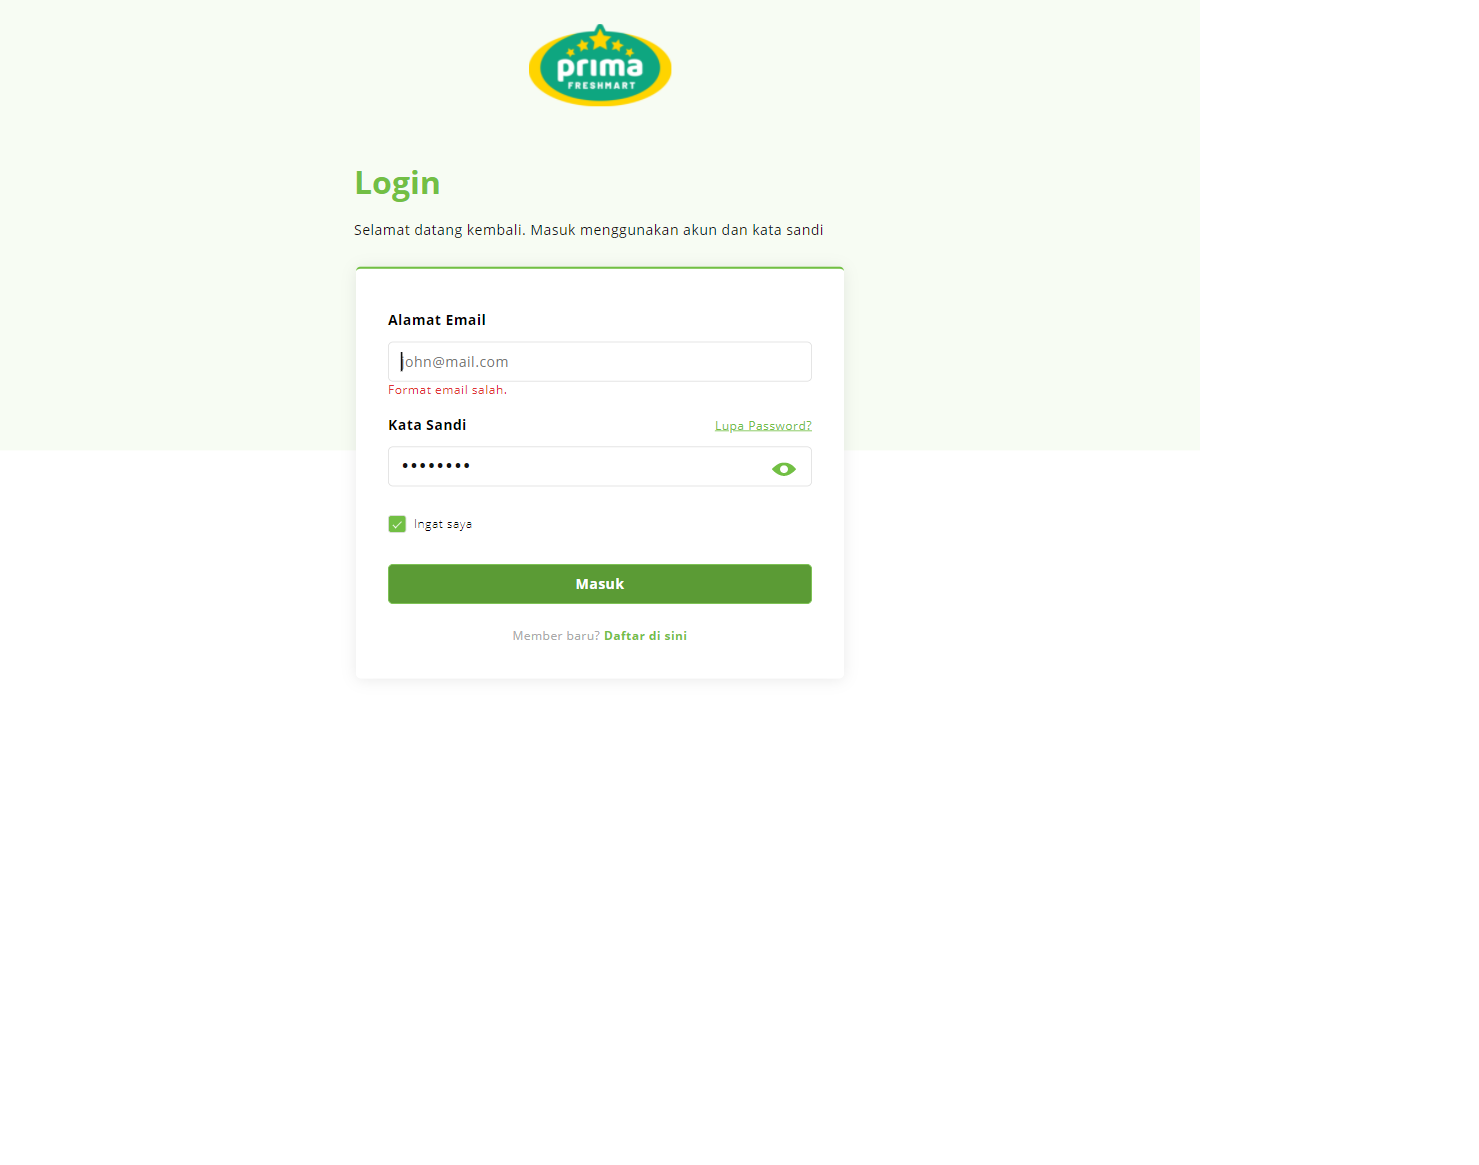 prima
FRESHMART
Login
Selamat datang kembali. Masuk menggunakan akun dan kata sandi
Alamat Email
john@mail.com
Format email salah.
Kata Sandi
Lupa Password?
••••••••
Ingat saya
Masuk
Member baru? Daftar di sini